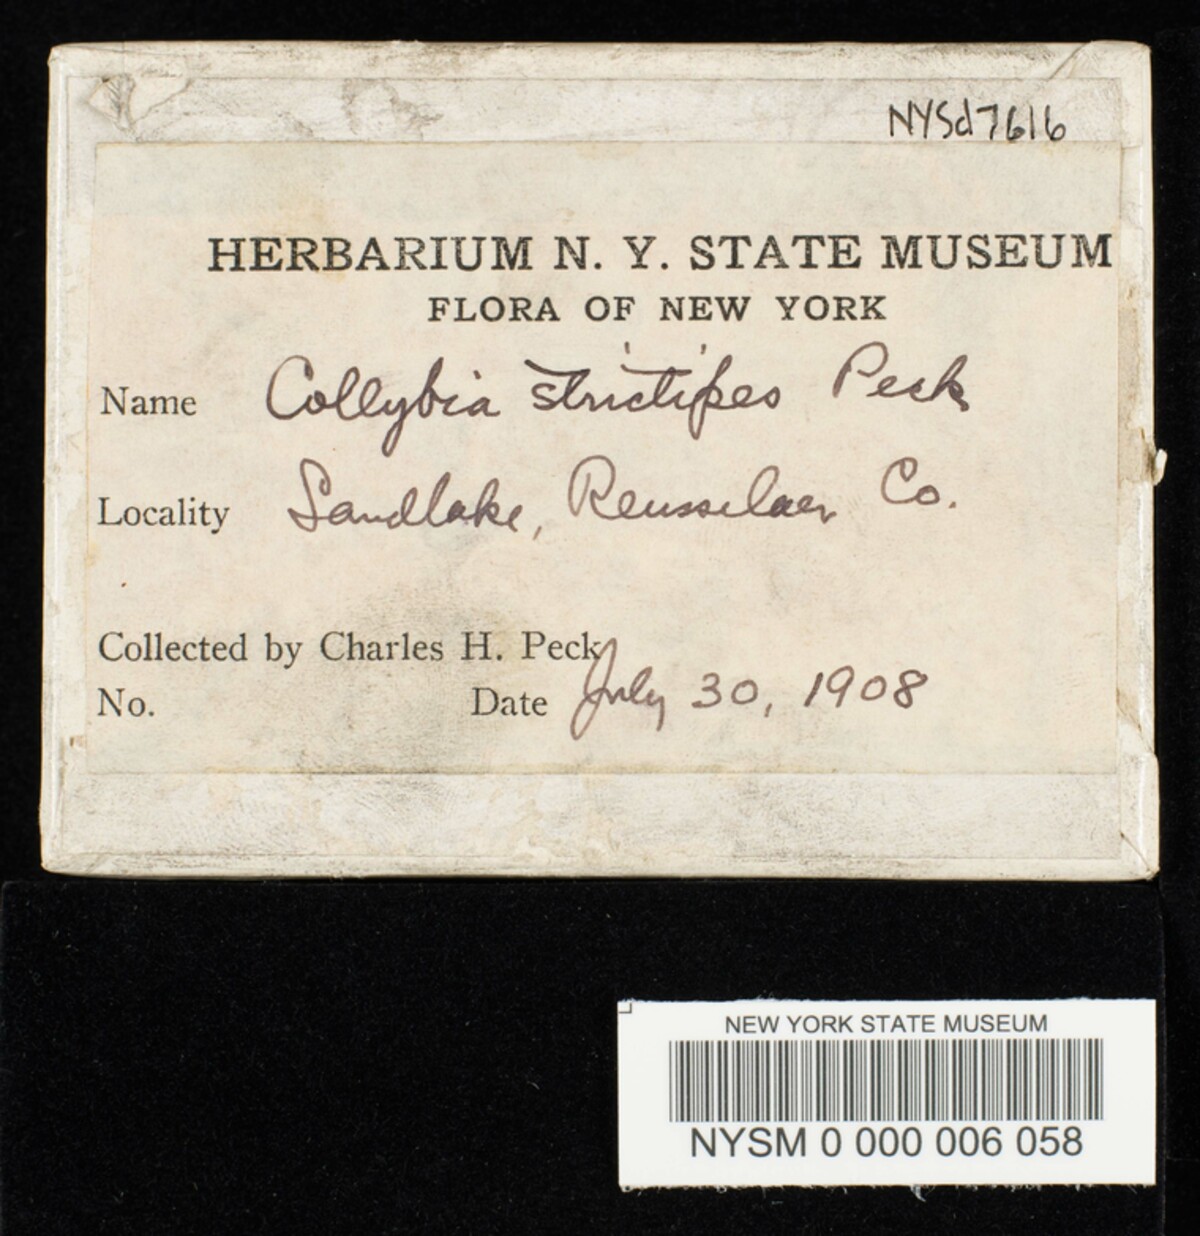 NYSd7616
HERBARIUM N. Y. STATE MUSEUM
FLORA OF NEW YORK
Name Collybia strictipes Peck
Locality Sandlake, Rensselaer Co.
Collected by Charles H. Peck
No. Date July 30, 1908
NEW YORK STATE MUSEUM
NYSM 0 000 006 058